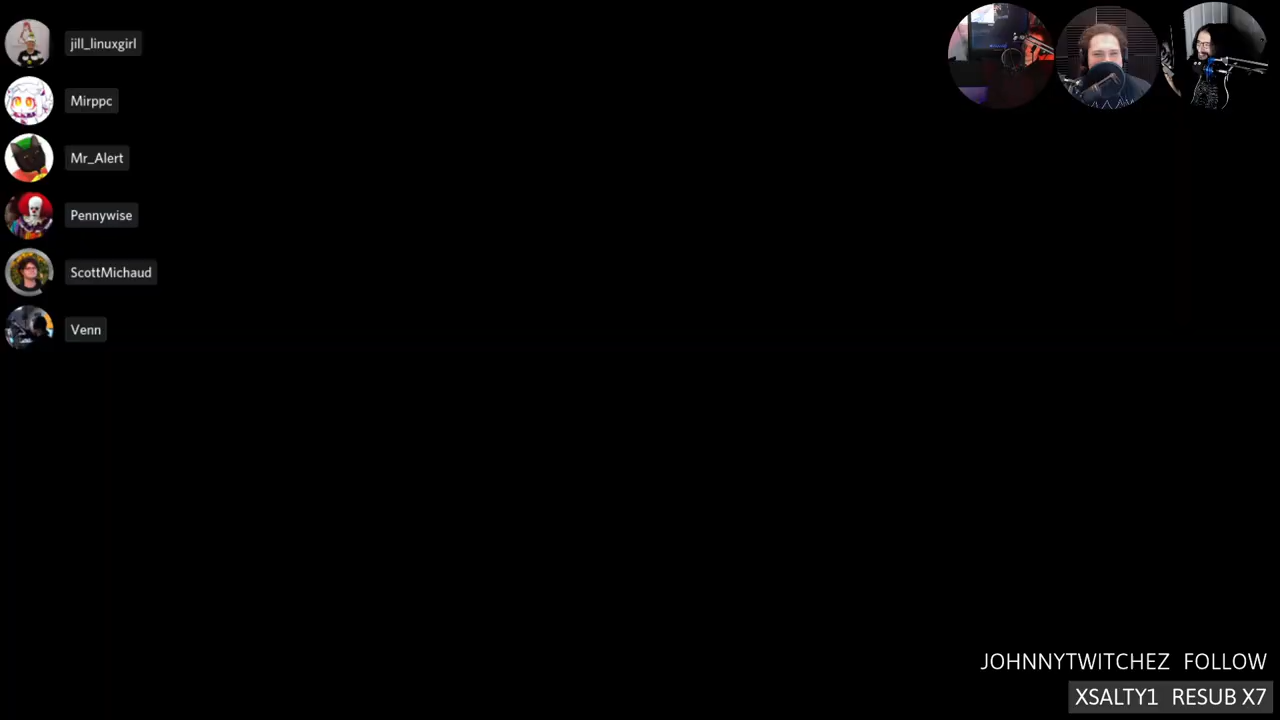 jill_linuxgirl
Mirppc
Mr_Alert
Pennywise
ScottMichaud
Venn
JOHNNYTWITCHEZ FOLLOW
XSALTY1 RESUB X7